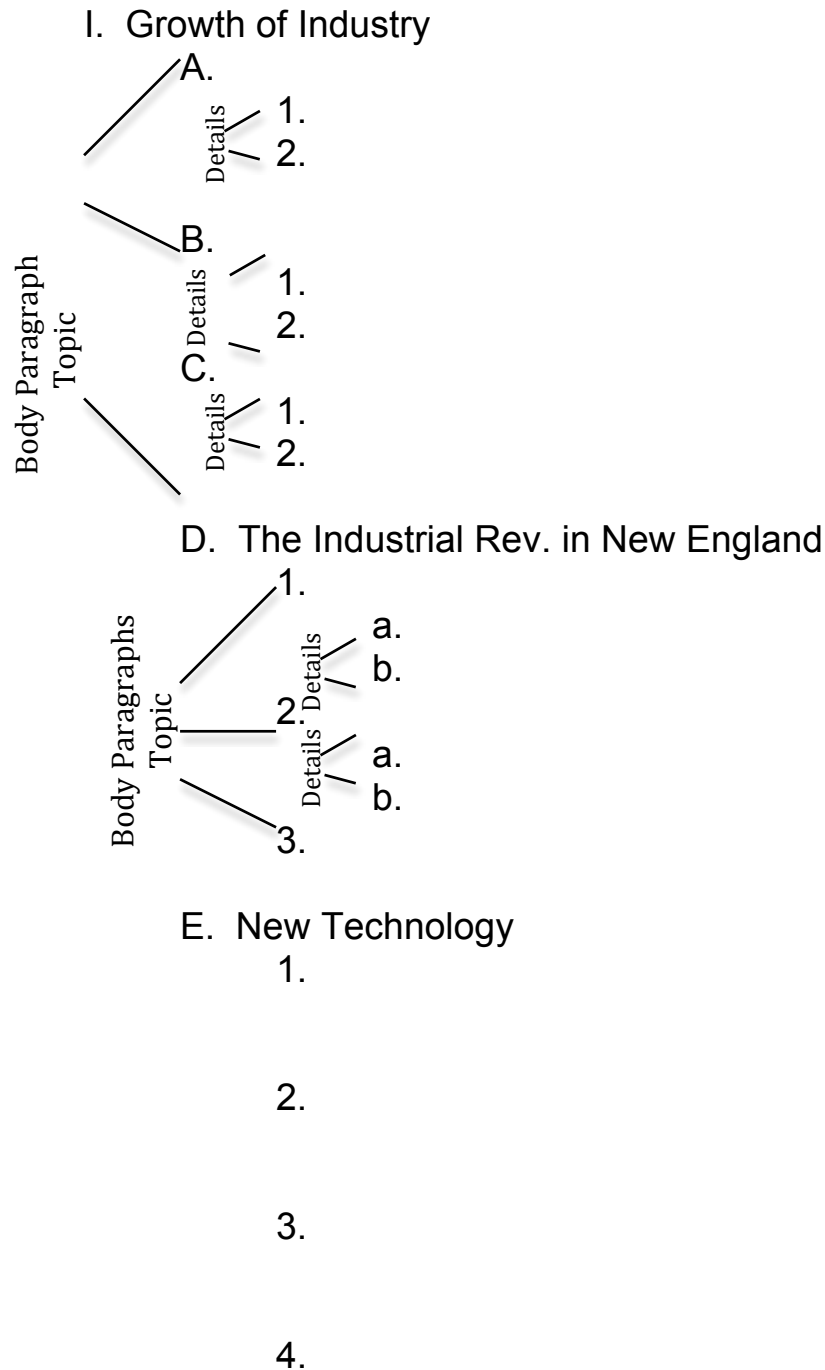 I. Growth of Industry
A.
Details
1.
2.
B.
Details
1.
2.
Body Paragraph
Topic
C.
Details
1.
2.
D. The Industrial Rev. in New England
1.
Details
a.
b.
Body Paragraphs
Topic
2.
Details
a.
b.
3.
E. New Technology
1.
2.
3.
4.